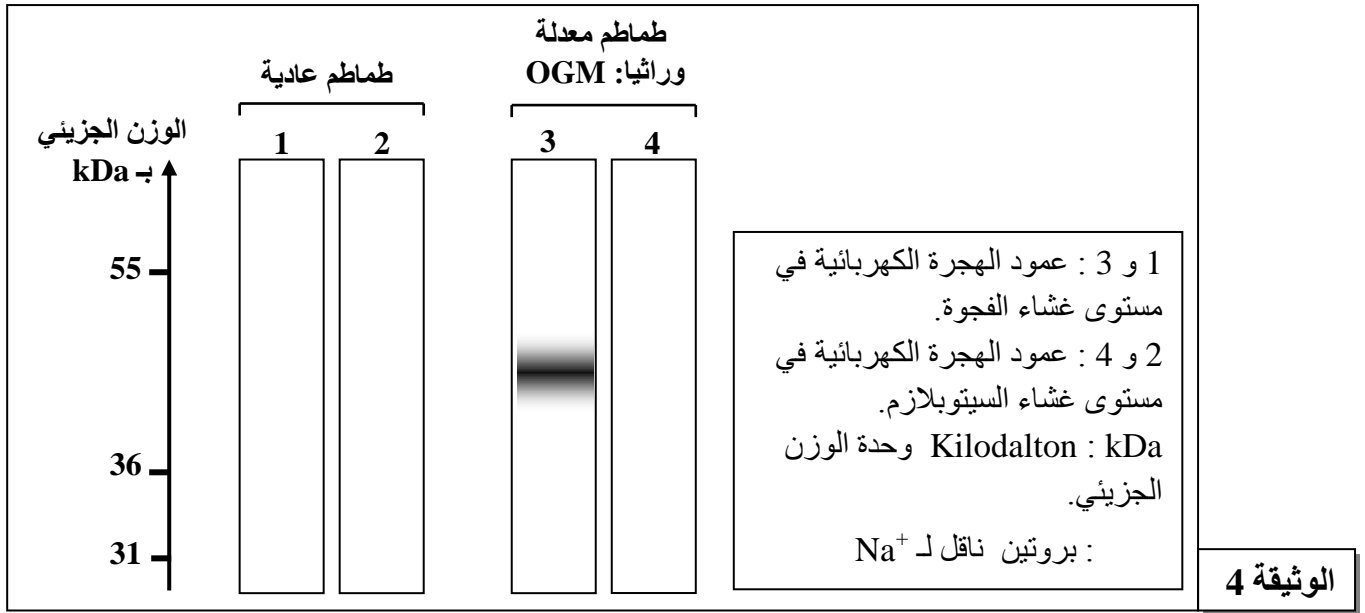 طماطم معدلة
وراثيا: OGM
طماطم عادية
الوزن الجزيئي
بـ kDa
1
2
3
4
55
36
31
1 و 3 : عمود الهجرة الكهربائية في
مستوى غشاء الفجوة.
2 و 4 : عمود الهجرة الكهربائية في
مستوى غشاء السيتوبلازم.
Kilodalton : kDa وحدة الوزن
الجزيئي.
: بروتين ناقل لـ Na⁺
الوثيقة 4